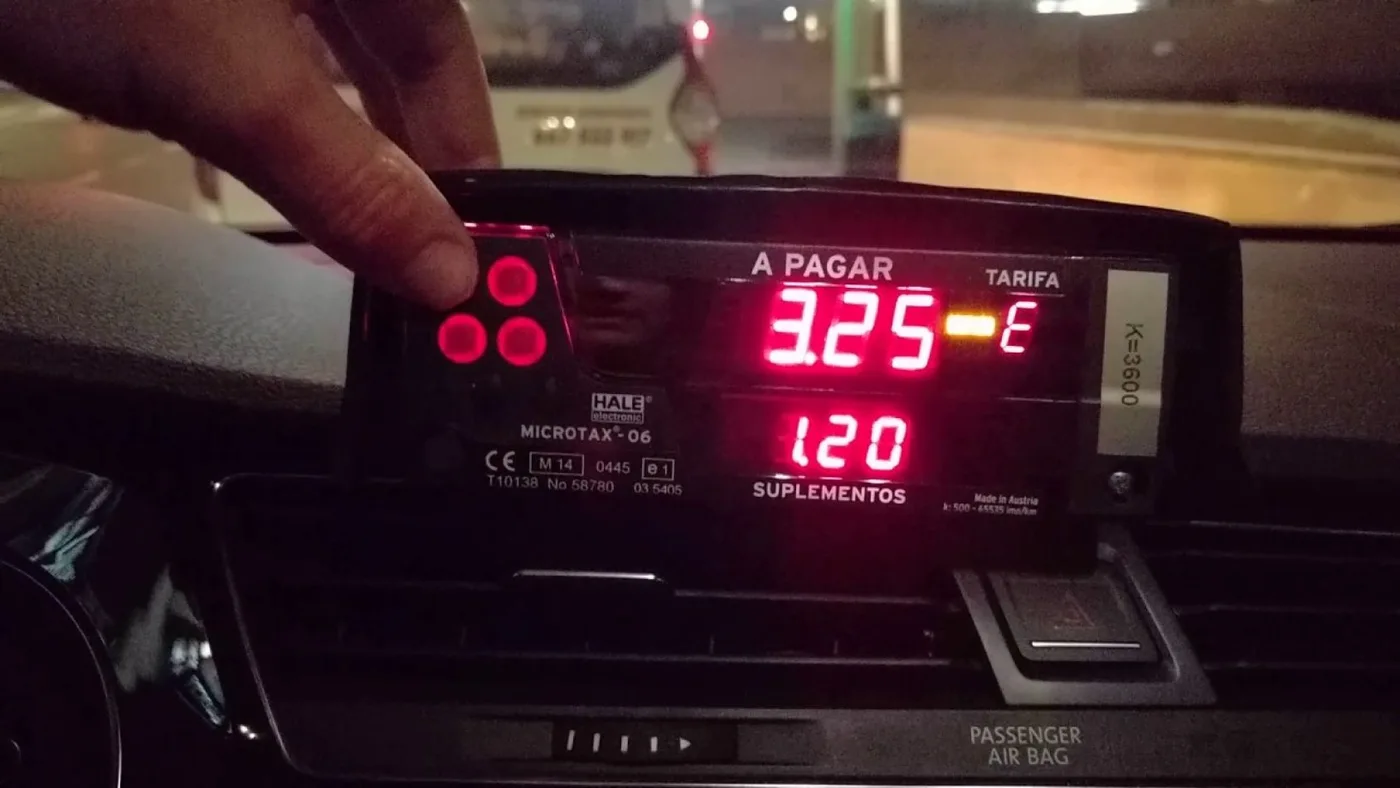 A PAGAR
TARIFA
3.25 E
K=3600
HALE®
electronic
MICROTAX®-06
1.20
CE M 14 0445 e1
T10138 No 58780 03 5405
SUPLEMENTOS
Made in Austria
k: 500 - 65535 imp/km
PASSENGER
AIR BAG